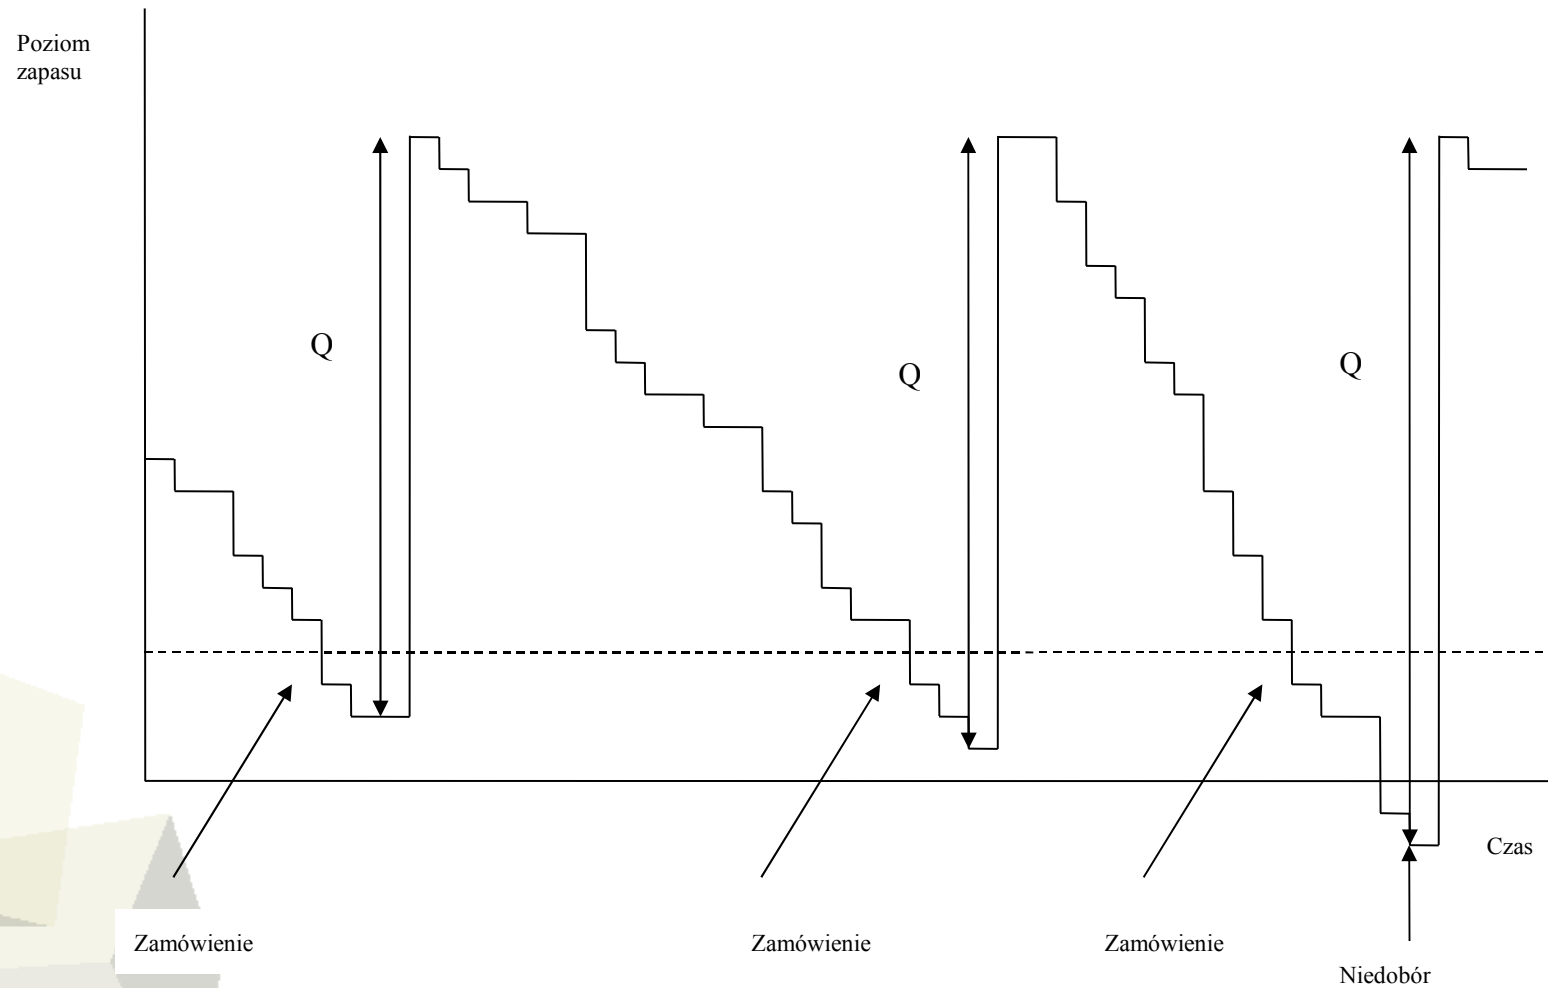 Poziom
zapasu
Q
Q
Q
Czas
Zamówienie
Zamówienie
Zamówienie
Niedobór